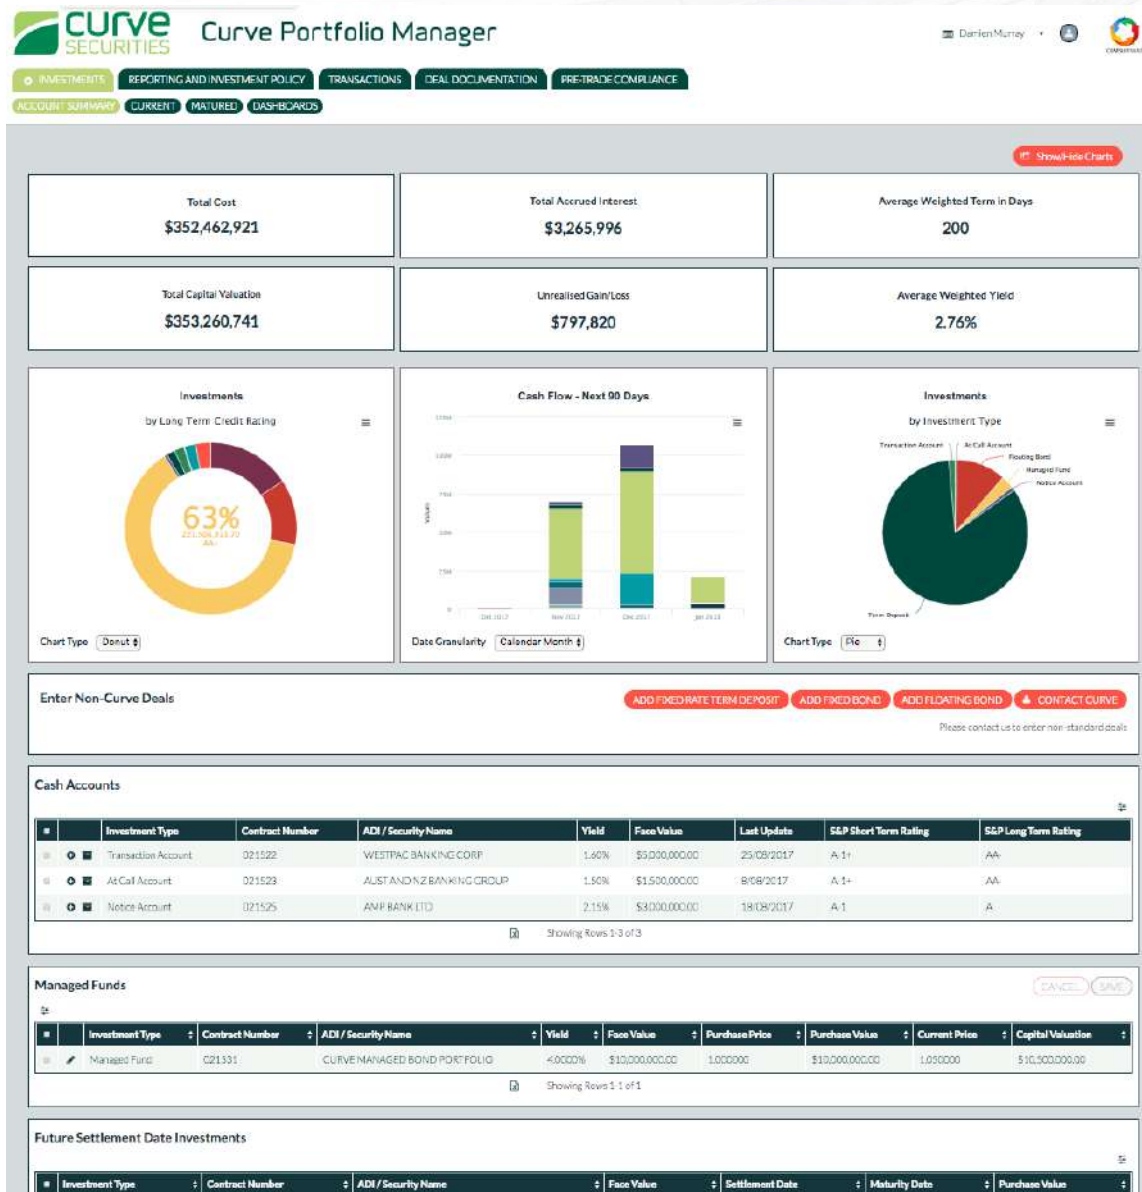 curve
SECURITIES
Curve Portfolio Manager
Damien Murray
INVESTMENTS
REPORTING AND INVESTMENT POLICY
TRANSACTIONS
DEAL DOCUMENTATION
PRE-TRADE COMPLIANCE
ACCOUNT SUMMARY
CURRENT
MATURED
DASHBOARDS
Show/Hide Charts
Total Cost
$352,462,921
Total Accrued Interest
$3,265,996
Average Weighted Term in Days
200
Total Capital Valuation
$353,260,741
Unrealised Gain/Loss
$797,820
Average Weighted Yield
2.76%
Investments
by Long Term Credit Rating
63%
AA-
Chart Type Donut
Cash Flow - Next 90 Days
Values
0
Oct 2017 Nov 2017 Dec 2017 Jan 2018
Date Granularity Calendar Month
Investments
by Investment Type
Transaction Account
At Call Account
Floating Bond
Managed Fund
Notice Account
Term Deposit
Chart Type Pie
Enter Non-Curve Deals
ADD FIXED RATE TERM DEPOSIT
ADD FIXED BOND
ADD FLOATING BOND
CONTACT CURVE
Please contact us to enter non-standard deals
Cash Accounts
Investment Type Contract Number ADI / Security Name Yield Face Value Last Update S&P Short Term Rating S&P Long Term Rating
Transaction Account 021522 WESTPAC BANKING CORP 1.60% $5,000,000.00 25/08/2017 A-1+ AA-
At Call Account 021523 AUST AND NZ BANKING GROUP 1.50% $1,500,000.00 8/08/2017 A-1+ AA-
Notice Account 021525 AMP BANK LTD 2.15% $3,000,000.00 18/08/2017 A-1 A
Showing Rows 1-3 of 3
Managed Funds
CANCEL
SAVE
Investment Type Contract Number ADI / Security Name Yield Face Value Purchase Price Purchase Value Current Price Capital Valuation
Managed Fund 021531 CURVE MANAGED BOND PORTFOLIO 4.0000% $10,000,000.00 1.000000 $10,000,000.00 1.050000 $10,500,000.00
Showing Rows 1-1 of 1
Future Settlement Date Investments
Investment Type Contract Number ADI / Security Name Face Value Settlement Date Maturity Date Purchase Value